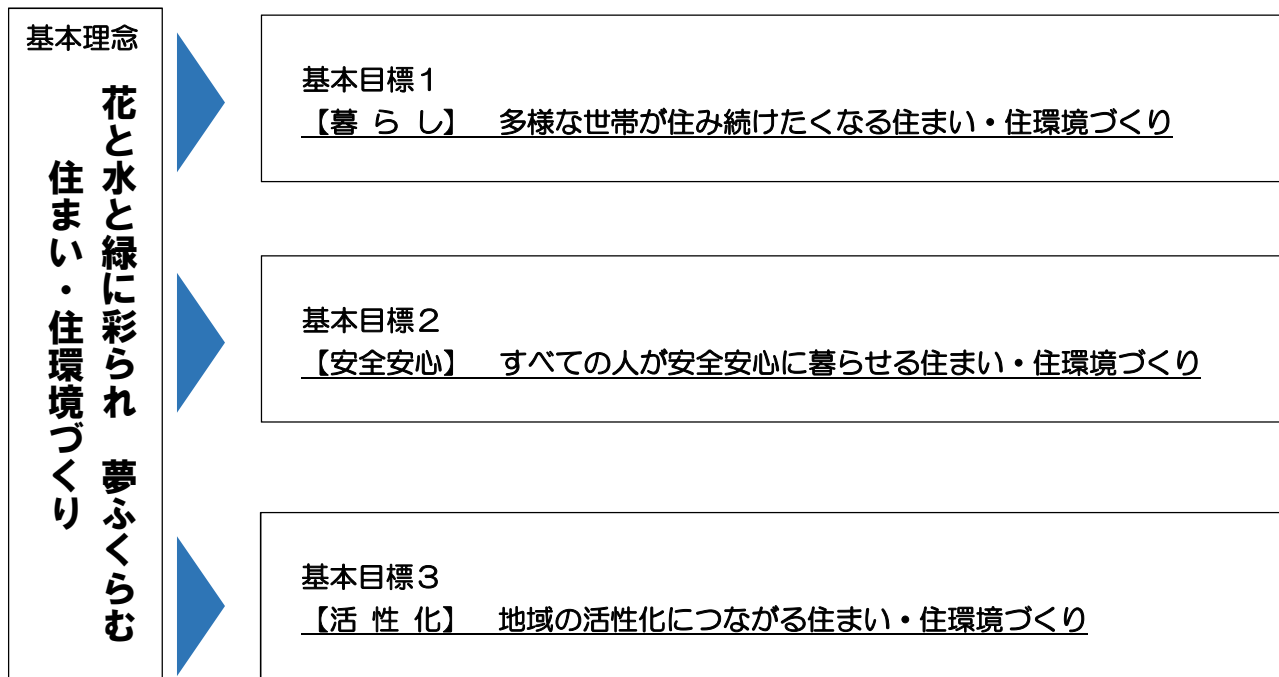 基本理念
花と水と緑に彩られ　夢ふくらむ
住まい・住環境づくり
基本目標１
【暮 ら し】　多様な世帯が住み続けたくなる住まい・住環境づくり
基本目標２
【安全安心】　すべての人が安全安心に暮らせる住まい・住環境づくり
基本目標３
【活 性 化】　地域の活性化につながる住まい・住環境づくり